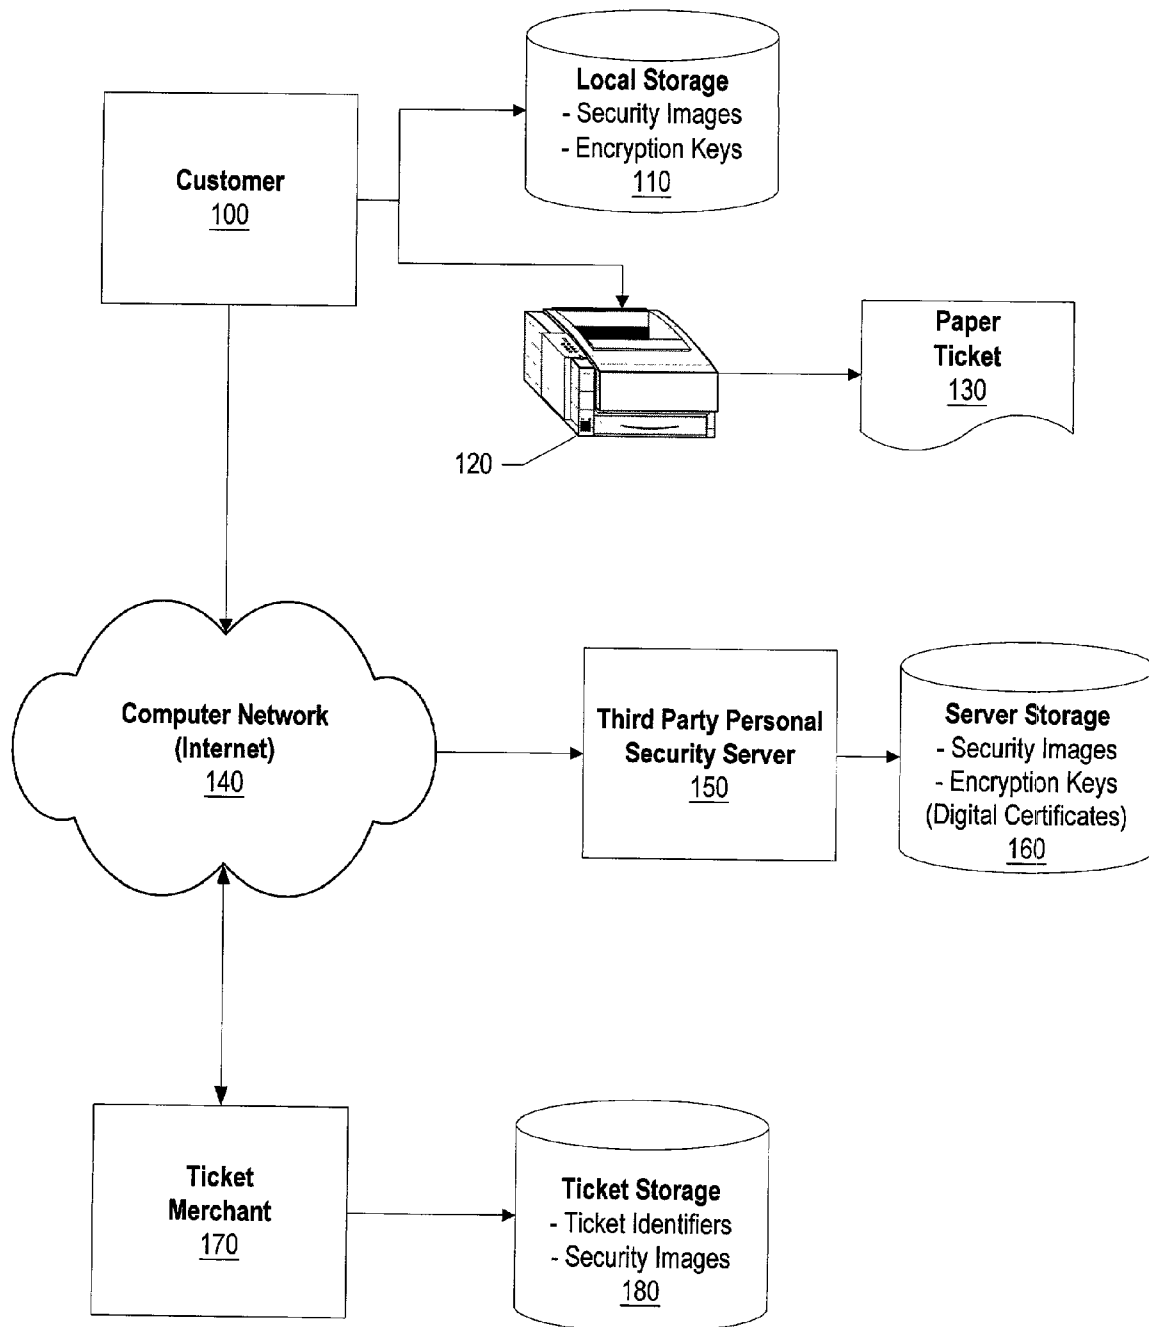 Local Storage
- Security Images
- Encryption Keys
110
Customer
100
Paper
Ticket
130
120
Computer Network
(Internet)
140
Third Party Personal
Security Server
150
Server Storage
- Security Images
- Encryption Keys
(Digital Certificates)
160
Ticket
Merchant
170
Ticket Storage
- Ticket Identifiers
- Security Images
180